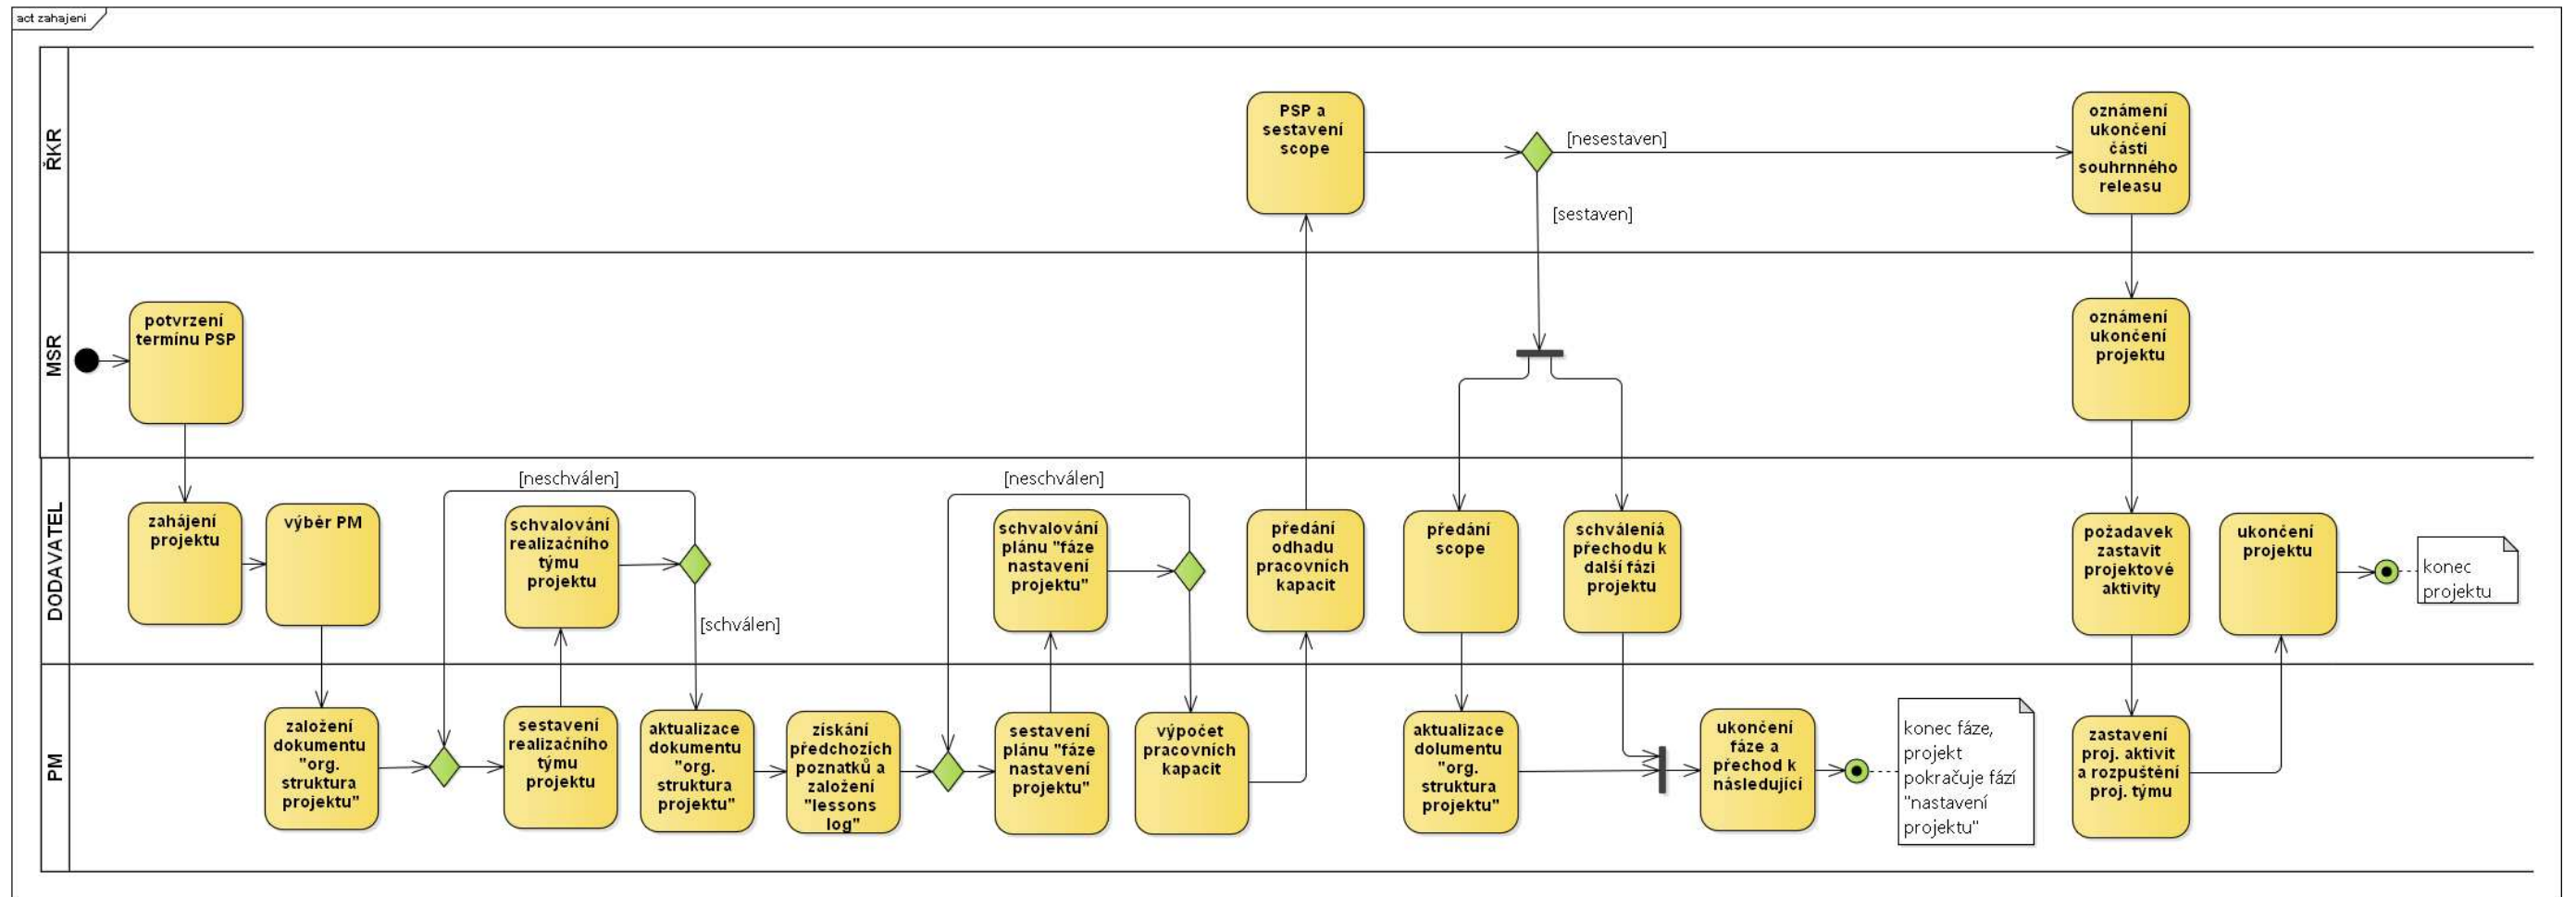 act zahajení
ŘKR
PSP a
sestavení
scope
[nesestaven]
[sestaven]
oznámení
ukončení
části
souhrnného
releasu
MSR
potvrzení
termínu PSP
oznámení
ukončení
projektu
DODAVATEL
zahájení
projektu
výběr PM
[neschválen]
schvalování
realizačního
týmu
projektu
[schválen]
[neschválen]
schvalování
plánu "fáze
nastavení
projektu"
předání
odhadu
pracovních
kapacit
předání
scope
schváleníá
přechodu k
další fázi
projektu
požadavek
zastavit
projektové
aktivity
ukončení
projektu
konec
projektu
PM
založení
dokumentu
"org.
struktura
projektu"
sestavení
realizačního
týmu
projektu
aktualizace
dokumentu
"org.
struktura
projektu"
získání
předchozích
poznatků a
založení
"lessons
log"
sestavení
plánu "fáze
nastavení
projektu"
výpočet
pracovních
kapacit
aktualizace
dolumentu
"org.
struktura
projektu"
ukončení
fáze a
přechod k
následující
konec fáze,
projekt
pokračuje fází
"nastavení
projektu"
zastavení
proj. aktivit
a rozpuštění
proj. týmu